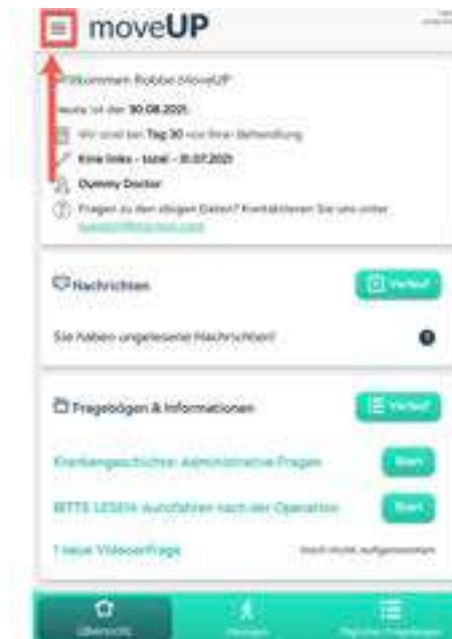 moveUP
Willkommen Robbe MoveUP
Heute ist der 30.08.2021.
Wir sind bei Tag 30 von Ihrer Behandlung
Knie links - total - 31.07.2021
Dummy Doctor
Fragen zu den obigen Daten? Kontaktieren Sie uns unter
Nachrichten
Verlauf
Sie haben ungelesene Nachrichten!
Fragebögen & Informationen
Verlauf
Krankengeschichte: Administrative Fragen
Start
BITTE LESEN: Autofahren nach der Operation
Start
1 neue Videoanfrage
noch nicht aufgenommen
Übersicht